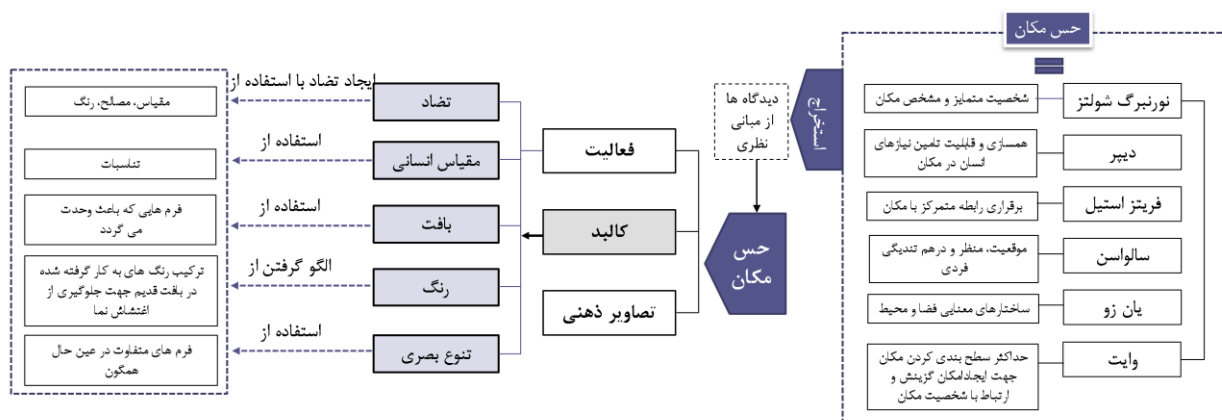 حس مکان
نورنبرگ شولتز
شخصیت متمایز و مشخص مکان
دیپر
همسازی و قابلیت تامین نیازهای
انسان در مکان
فریتز استیل
برقراری رابطه متمرکز با مکان
سالواسن
موقعیت، منظر و درهم تندیگی
فردی
یان زو
ساختارهای معنایی فضا و محیط
وایت
حداکثر سطح بندی کردن مکان
جهت ایجادامکان گزینش و
ارتباط با شخصیت مکان
استخراج
دیدگاه ها
از مبانی
نظری
حس
مکان
فعالیت
کالبد
تصاویر ذهنی
تضاد
ایجاد تضاد با استفاده از
مقیاس، مصالح، رنگ
مقیاس انسانی
استفاده از
تناسبات
بافت
استفاده از
فرم هایی که باعث وحدت
می گردد
رنگ
الگو گرفتن از
ترکیب رنگ های به کار گرفته شده
در بافت قدیم جهت جلوگیری از
اغتشاش نما
تنوع بصری
استفاده از
فرم های متفاوت در عین حال
همگون